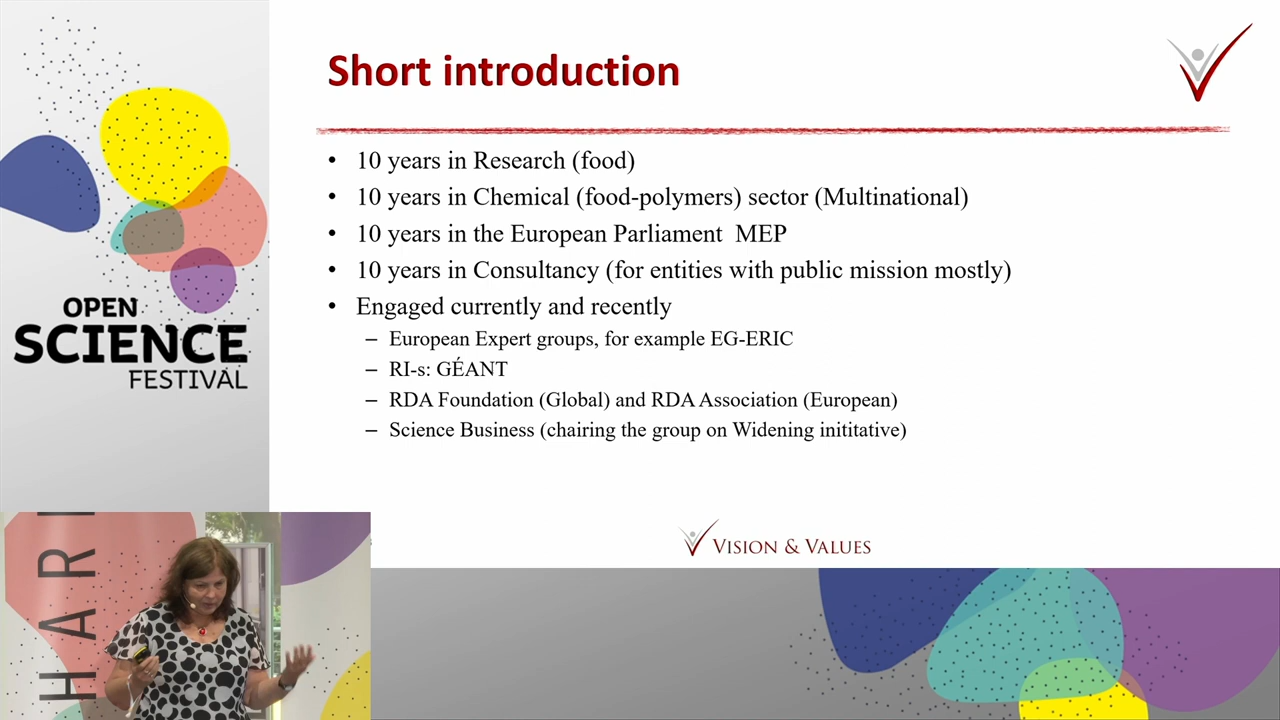 Short introduction
• 10 years in Research (food)
• 10 years in Chemical (food-polymers) sector (Multinational)
• 10 years in the European Parliament  MEP
• 10 years in Consultancy (for entities with public mission mostly)
• Engaged currently and recently
– European Expert groups, for example EG-ERIC
– RI-s: GÉANT
– RDA Foundation (Global) and RDA Association (European)
– Science Business (chairing the group on Widening inititative)
VISION & VALUES
OPEN
SCIENCE
FESTIVAL
HAR